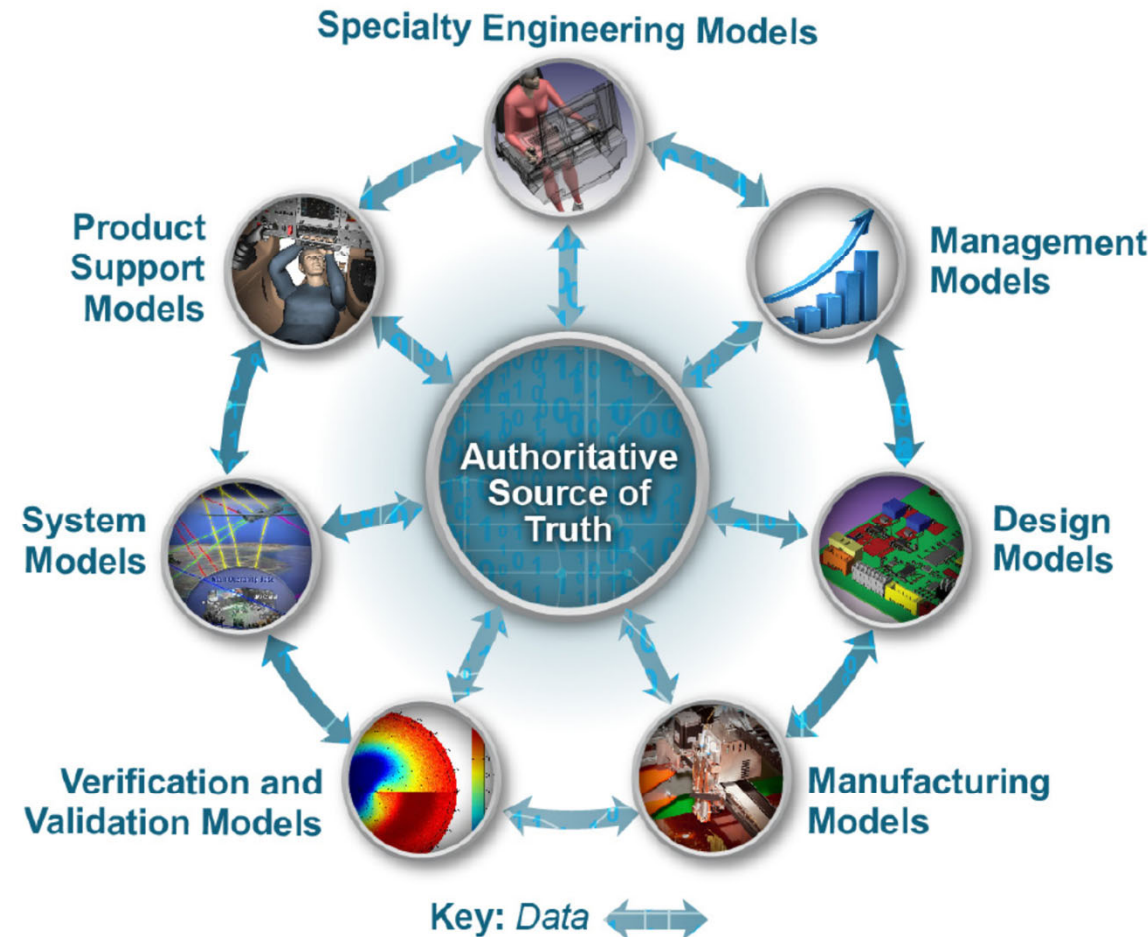 Specialty Engineering Models
Product
Support
Models
Management
Models
Authoritative
Source of
Truth
System
Models
Design
Models
Verification and
Validation Models
Manufacturing
Models
Key: Data